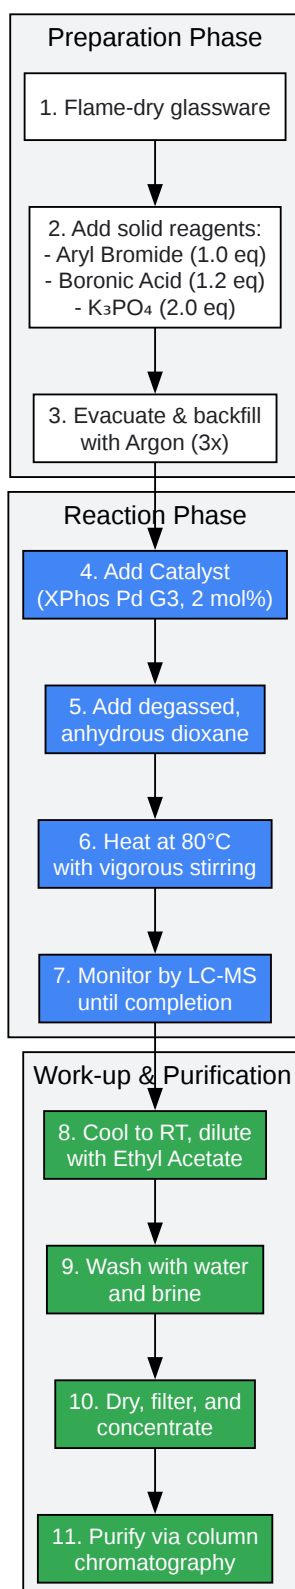 Preparation Phase
1. Flame-dry glassware
2. Add solid reagents:
- Aryl Bromide (1.0 eq)
- Boronic Acid (1.2 eq)
- K₃PO₄ (2.0 eq)
3. Evacuate & backfill
with Argon (3x)
Reaction Phase
4. Add Catalyst
(XPhos Pd G3, 2 mol%)
5. Add degassed,
anhydrous dioxane
6. Heat at 80°C
with vigorous stirring
7. Monitor by LC-MS
until completion
Work-up & Purification
8. Cool to RT, dilute
with Ethyl Acetate
9. Wash with water
and brine
10. Dry, filter, and
concentrate
11. Purify via column
chromatography